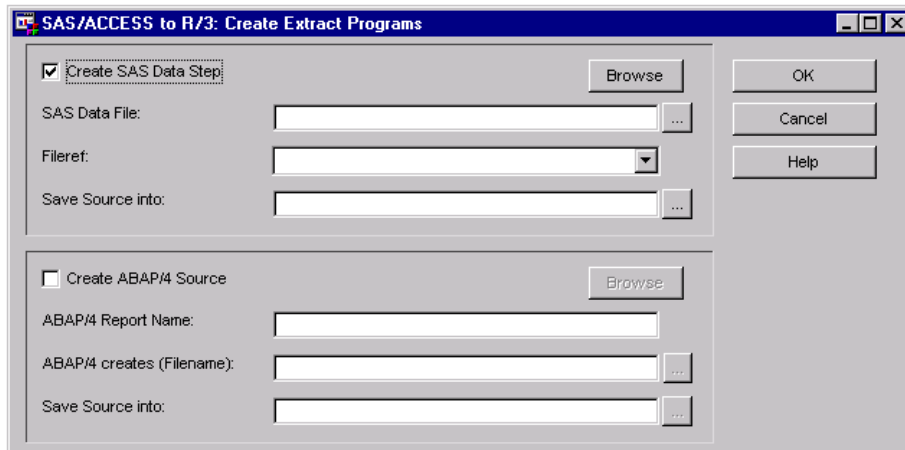 SAS/ACCESS to R/3: Create Extract Programs
Create SAS Data Step
Browse
OK
SAS Data File:
...
Cancel
Fileref:
Help
Save Source into:
...
Create ABAP/4 Source
Browse
ABAP/4 Report Name:
ABAP/4 creates (Filename):
...
Save Source into:
...